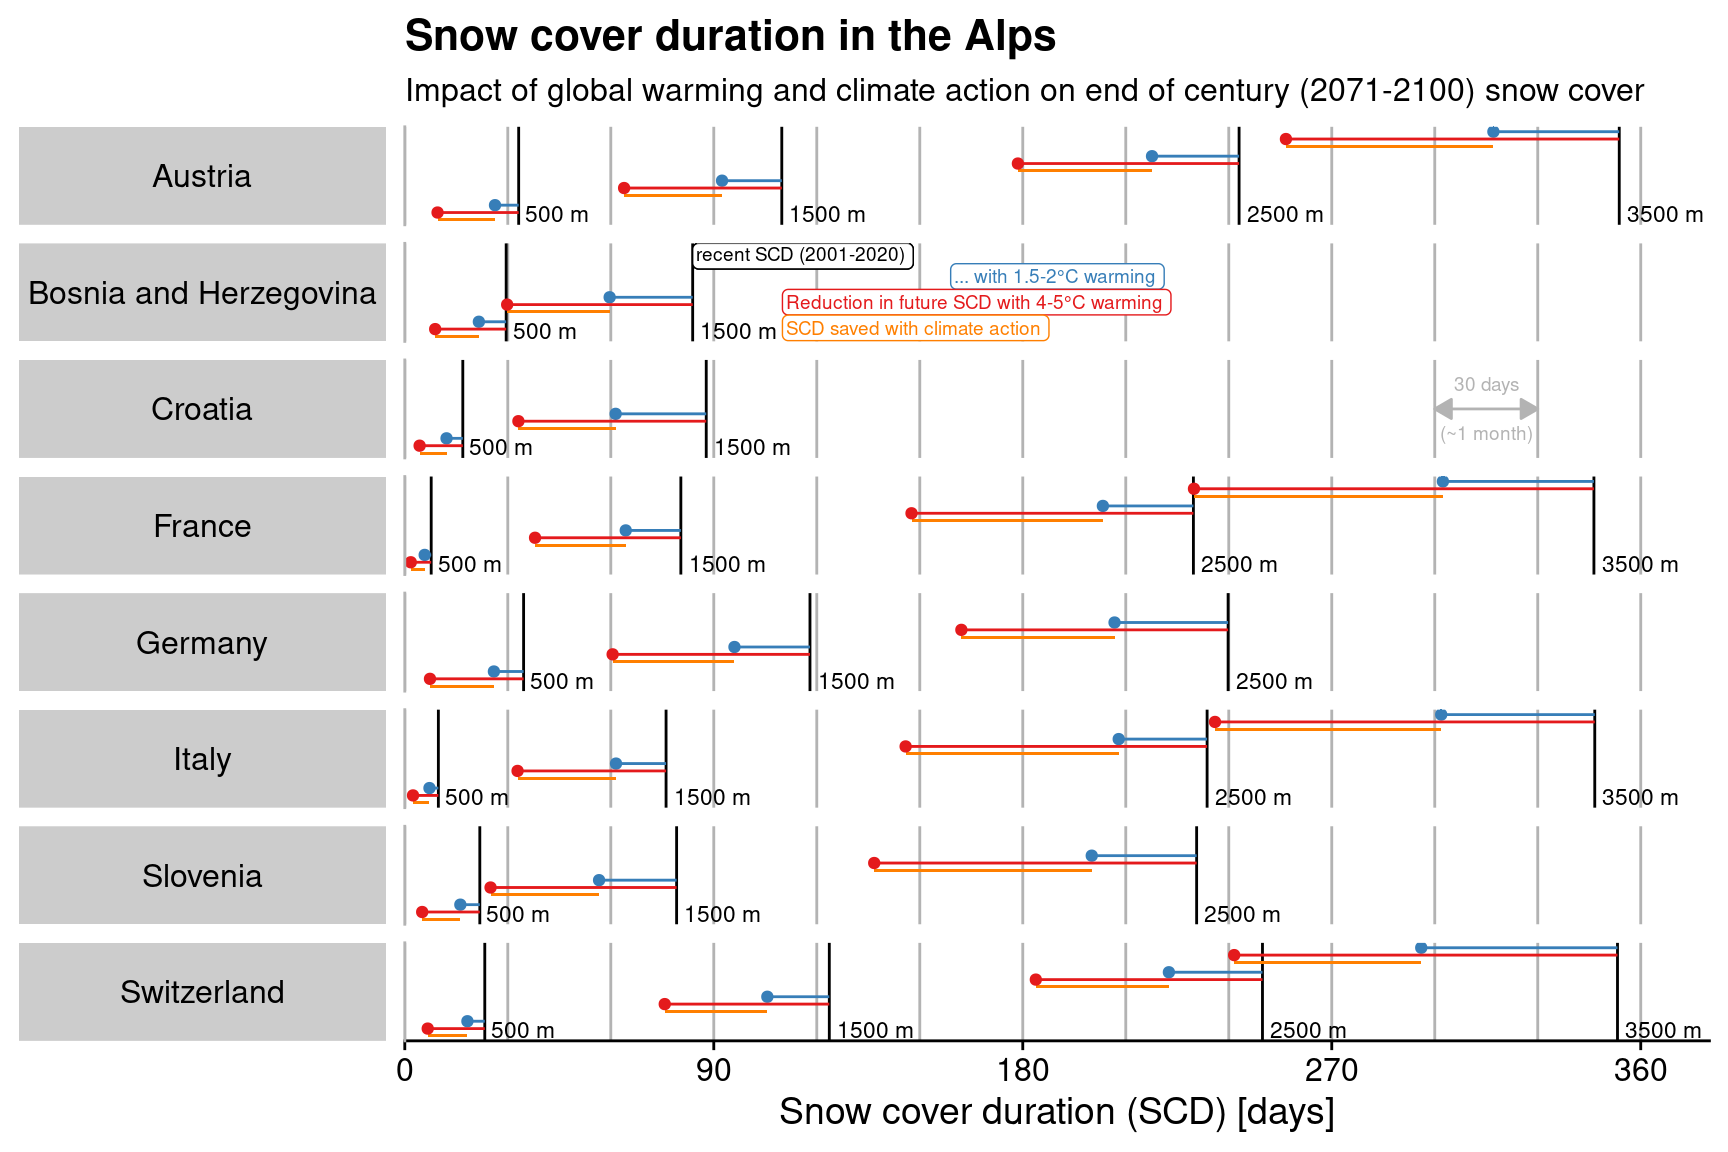 Snow cover duration in the Alps
Impact of global warming and climate action on end of century (2071-2100) snow cover
Austria
500 m
1500 m
2500 m
3500 m
Bosnia and Herzegovina
500 m
1500 m
recent SCD (2001-2020)
... with 1.5-2°C warming
Reduction in future SCD with 4-5°C warming
SCD saved with climate action
Croatia
500 m
1500 m
30 days
(~1 month)
France
500 m
1500 m
2500 m
3500 m
Germany
500 m
1500 m
2500 m
Italy
500 m
1500 m
2500 m
3500 m
Slovenia
500 m
1500 m
2500 m
Switzerland
500 m
1500 m
2500 m
3500 m
0 90 180 270 360
Snow cover duration (SCD) [days]